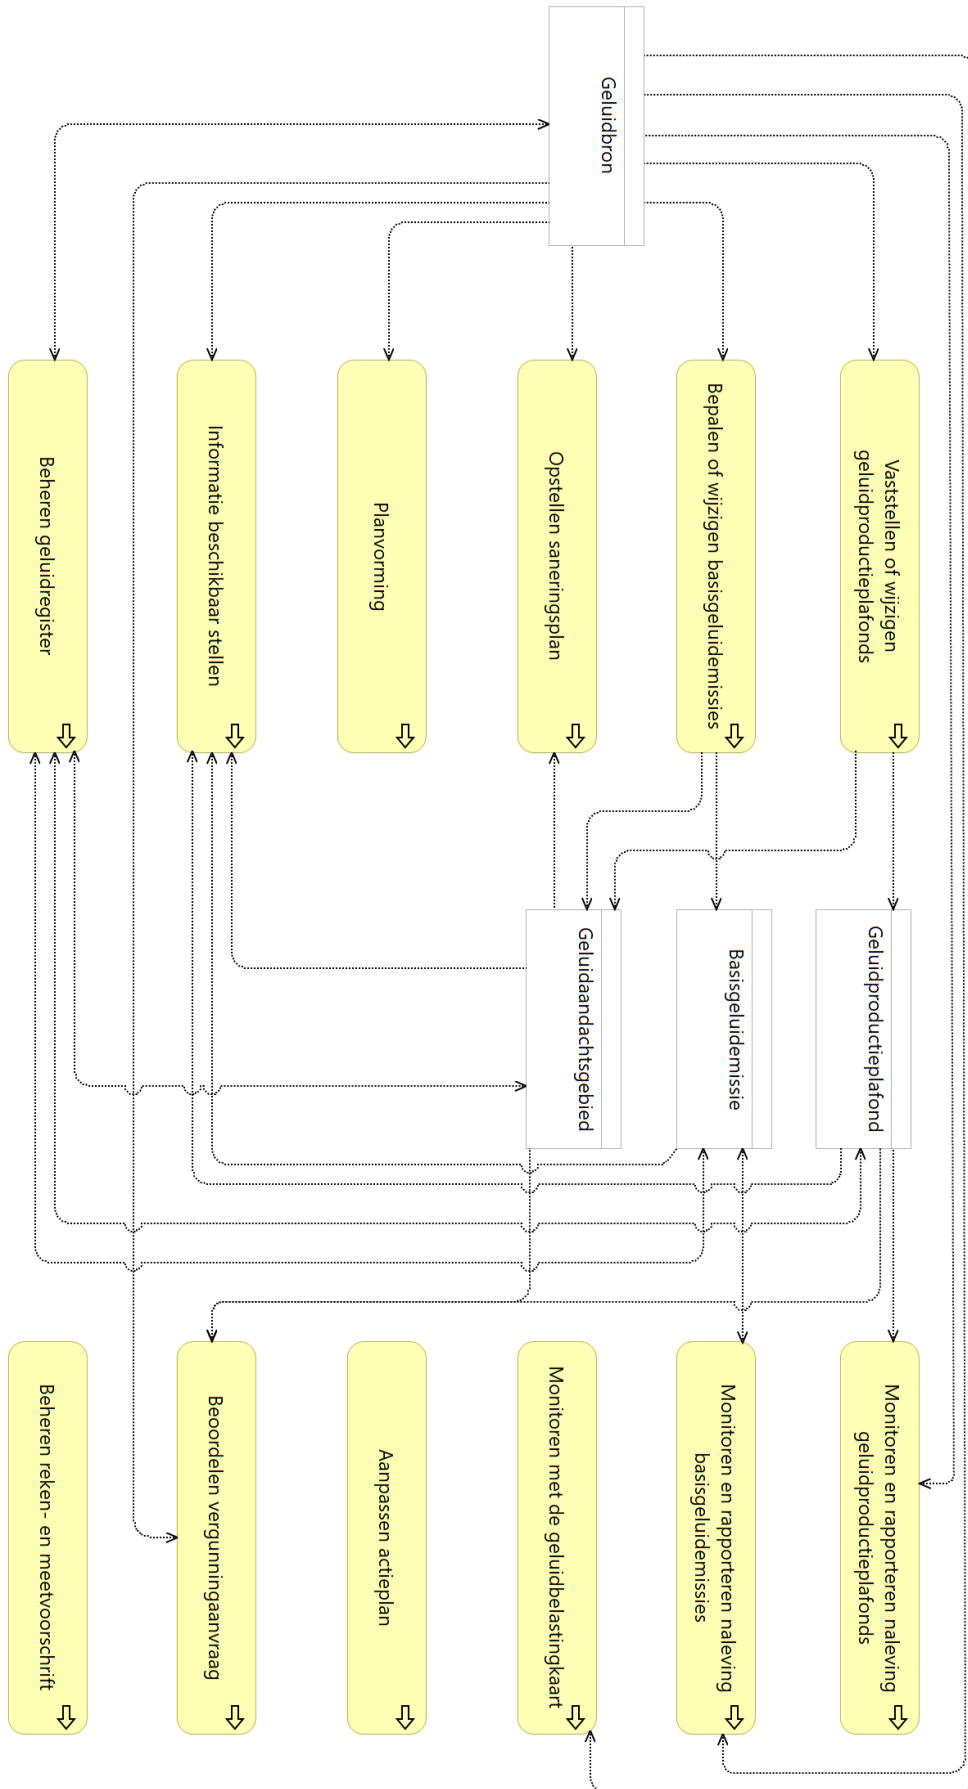 Geluidbron
Vaststellen of wijzigen
geluidproductieplafonds
Bepalen of wijzigen basisgeluidemissies
Opstellen saneringsplan
Planvorming
Informatie beschikbaar stellen
Beheren geluidregister
Geluidproductieplafond
Basisgeluidemissie
Geluidaandachtsgebied
Monitoren en rapporteren naleving
geluidproductieplafonds
Monitoren en rapporteren naleving
basisgeluidemissies
Monitoren met de geluidbelastingkaart
Aanpassen actieplan
Beoordelen vergunningaanvraag
Beheren reken- en meetvoorschrift